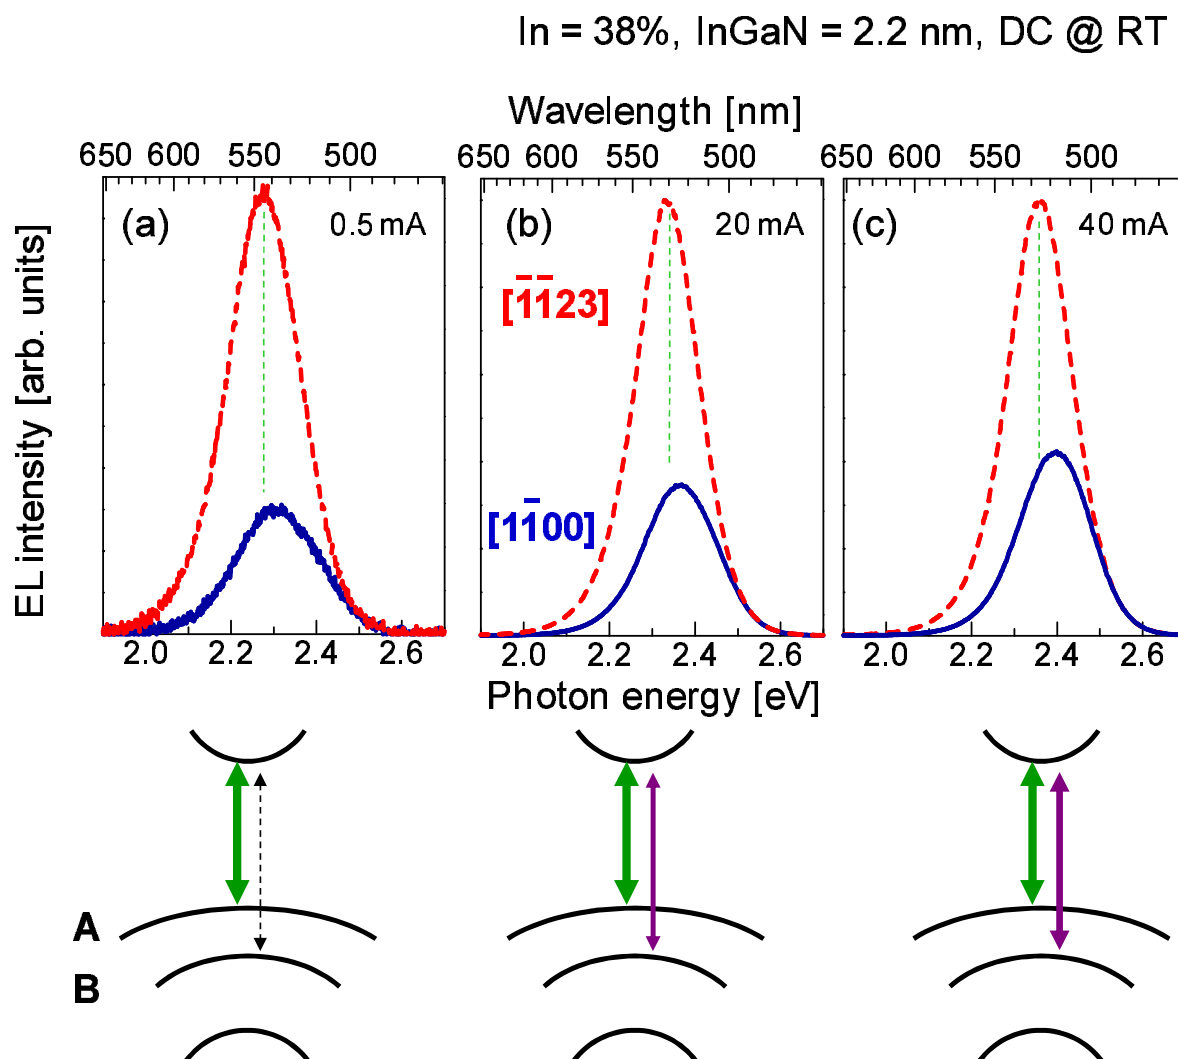 In = 38%, InGaN = 2.2 nm, DC @ RT
Wavelength [nm]
650 600 550 500 650 600 550 500 650 600 550 500
(a) 0.5 mA (b) 20 mA (c) 40 mA
EL intensity [arb. units]
[1̅1̅23]
[11̅00]
2.0 2.2 2.4 2.6 2.0 2.2 2.4 2.6 2.0 2.2 2.4 2.6
Photon energy [eV]
A
B